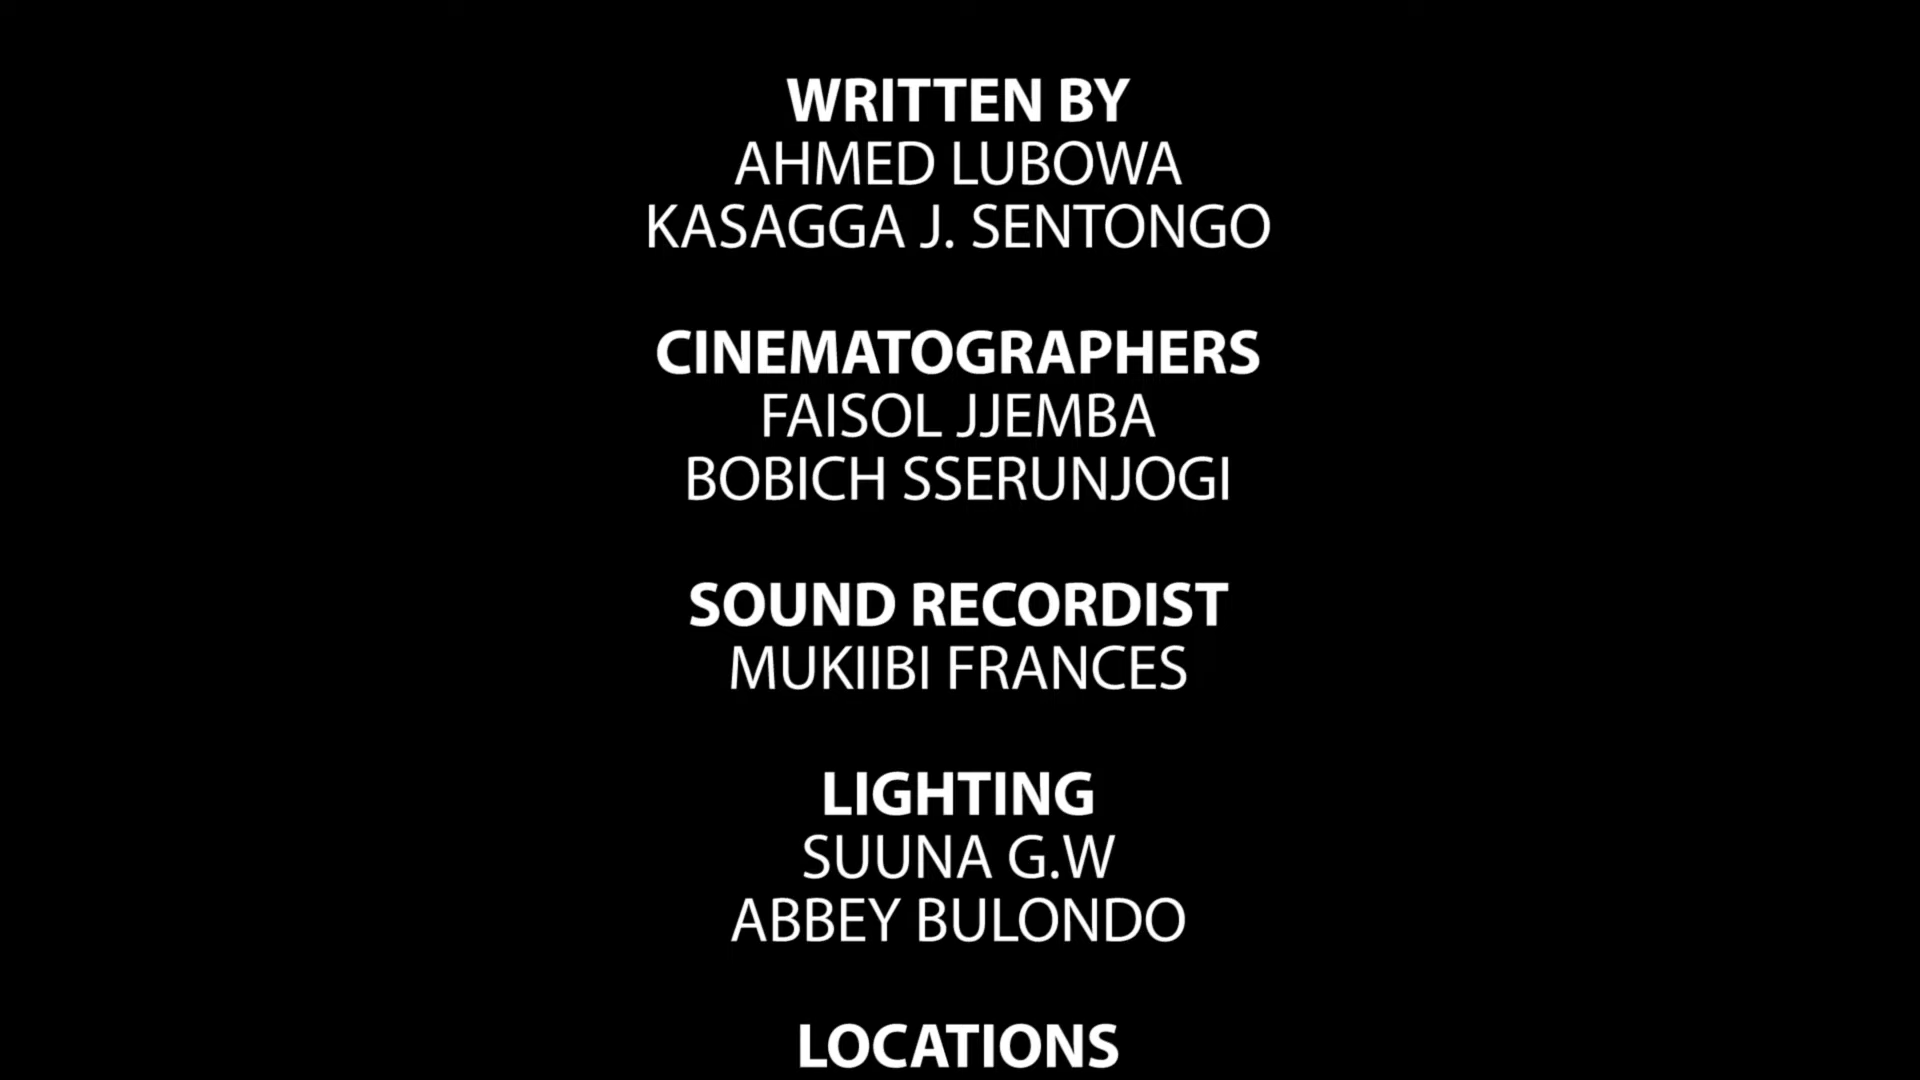 WRITTEN BY
AHMED LUBOWA
KASAGGA J. SENTONGO
CINEMATOGRAPHERS
FAISOL JJEMBA
BOBICH SSERUNJOGI
SOUND RECORDIST
MUKIIBI FRANCES
LIGHTING
SUUNA G.W
ABBEY BULONDO
LOCATIONS